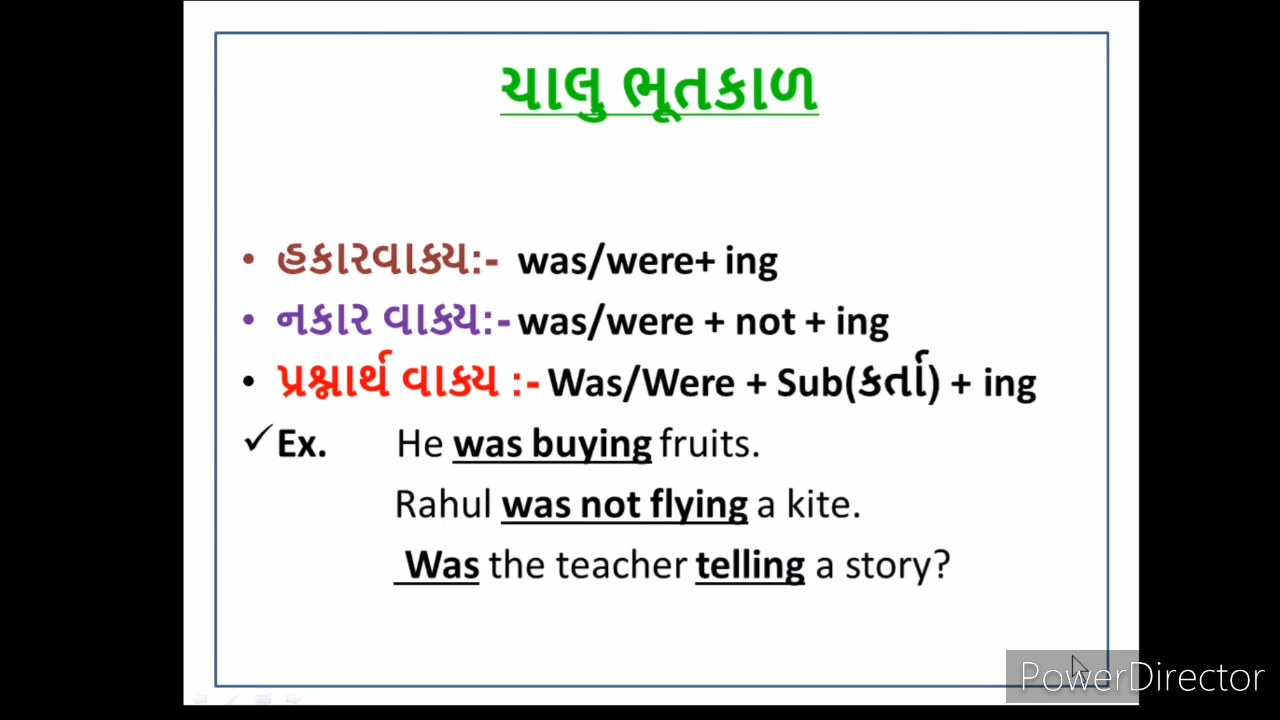 ચાલુ ભૂતકાળ
• હકારવાક્ય:- was/were+ ing
• નકાર વાક્ય:- was/were + not + ing
• પ્રશ્નાર્થ વાક્ય :- Was/Were + Sub(કર્તા) + ing
✓ Ex. He was buying fruits.
Rahul was not flying a kite.
Was the teacher telling a story?
PowerDirector